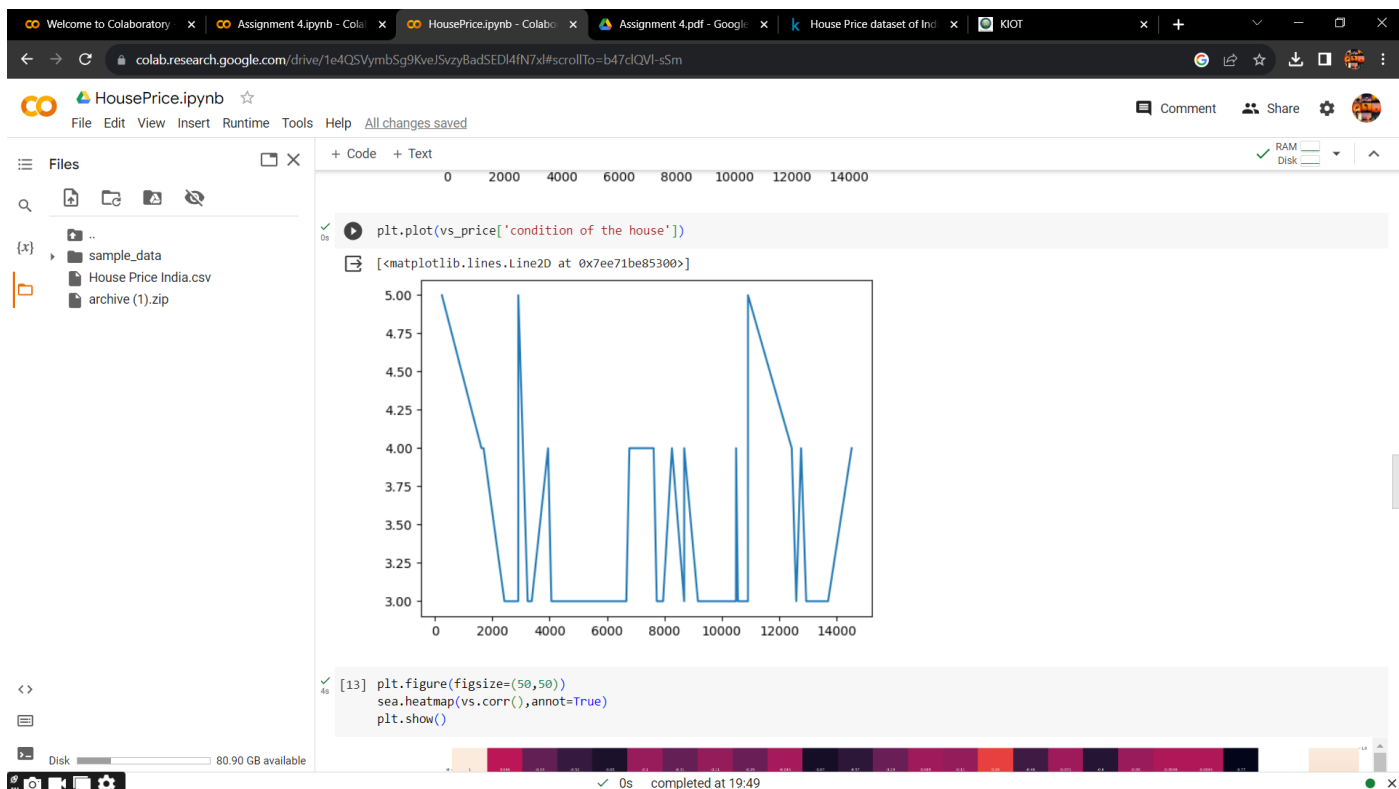 Welcome to Colaboratory
Assignment 4.ipynb - Colab
HousePrice.ipynb - Colabo
Assignment 4.pdf - Google
House Price dataset of Ind
KIOT
colab.research.google.com/drive/1e4QSVymbSg9KveJSvzyBadSEDl4fN7xl#scrollTo=b47clQVl-sSm
HousePrice.ipynb
Comment
Share
File Edit View Insert Runtime Tools Help All changes saved
Files
+ Code + Text
RAM
Disk
0 2000 4000 6000 8000 10000 12000 14000
..
sample_data
House Price India.csv
archive (1).zip
{x}
0s
plt.plot(vs_price['condition of the house'])
[<matplotlib.lines.Line2D at 0x7ee71be85300>]
5.00
4.75
4.50
4.25
4.00
3.75
3.50
3.25
3.00
0 2000 4000 6000 8000 10000 12000 14000
4s
[13] plt.figure(figsize=(50,50))
sea.heatmap(vs.corr(),annot=True)
plt.show()
Disk 80.90 GB available
0s completed at 19:49